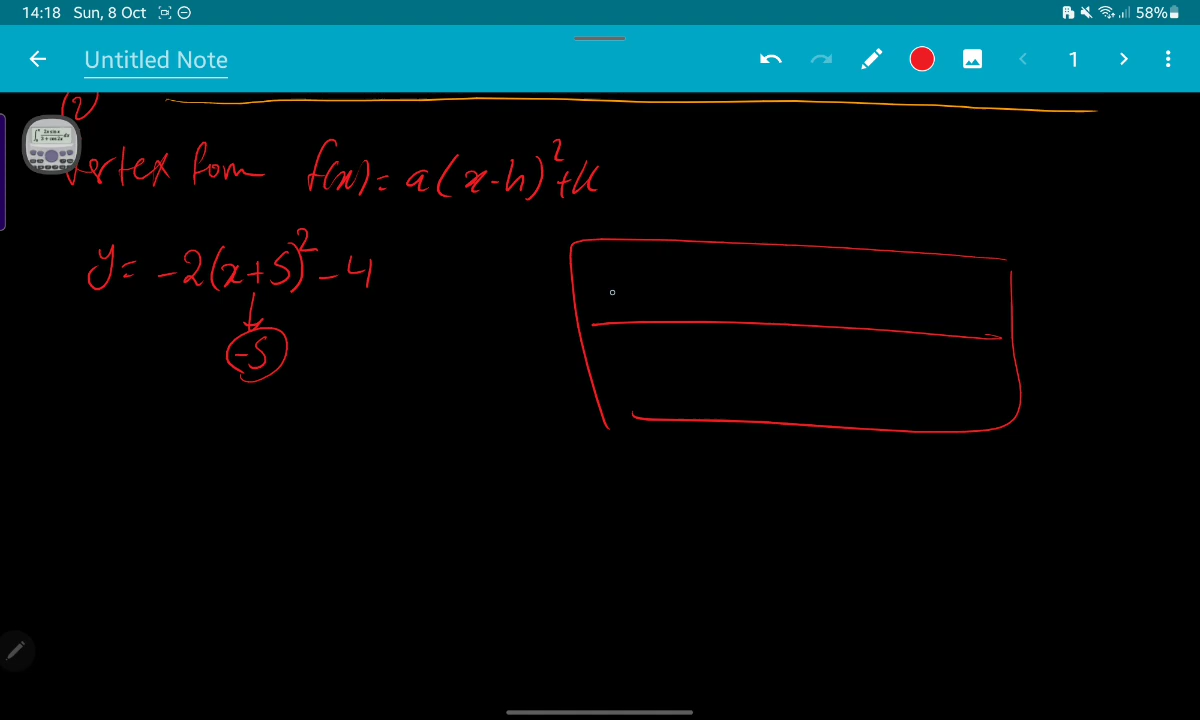 14:18 Sun, 8 Oct 58%
Untitled Note 1
(2)
vertex form f(x) = a(x-h)²+k
y = -2(x+5)² - 4
-5